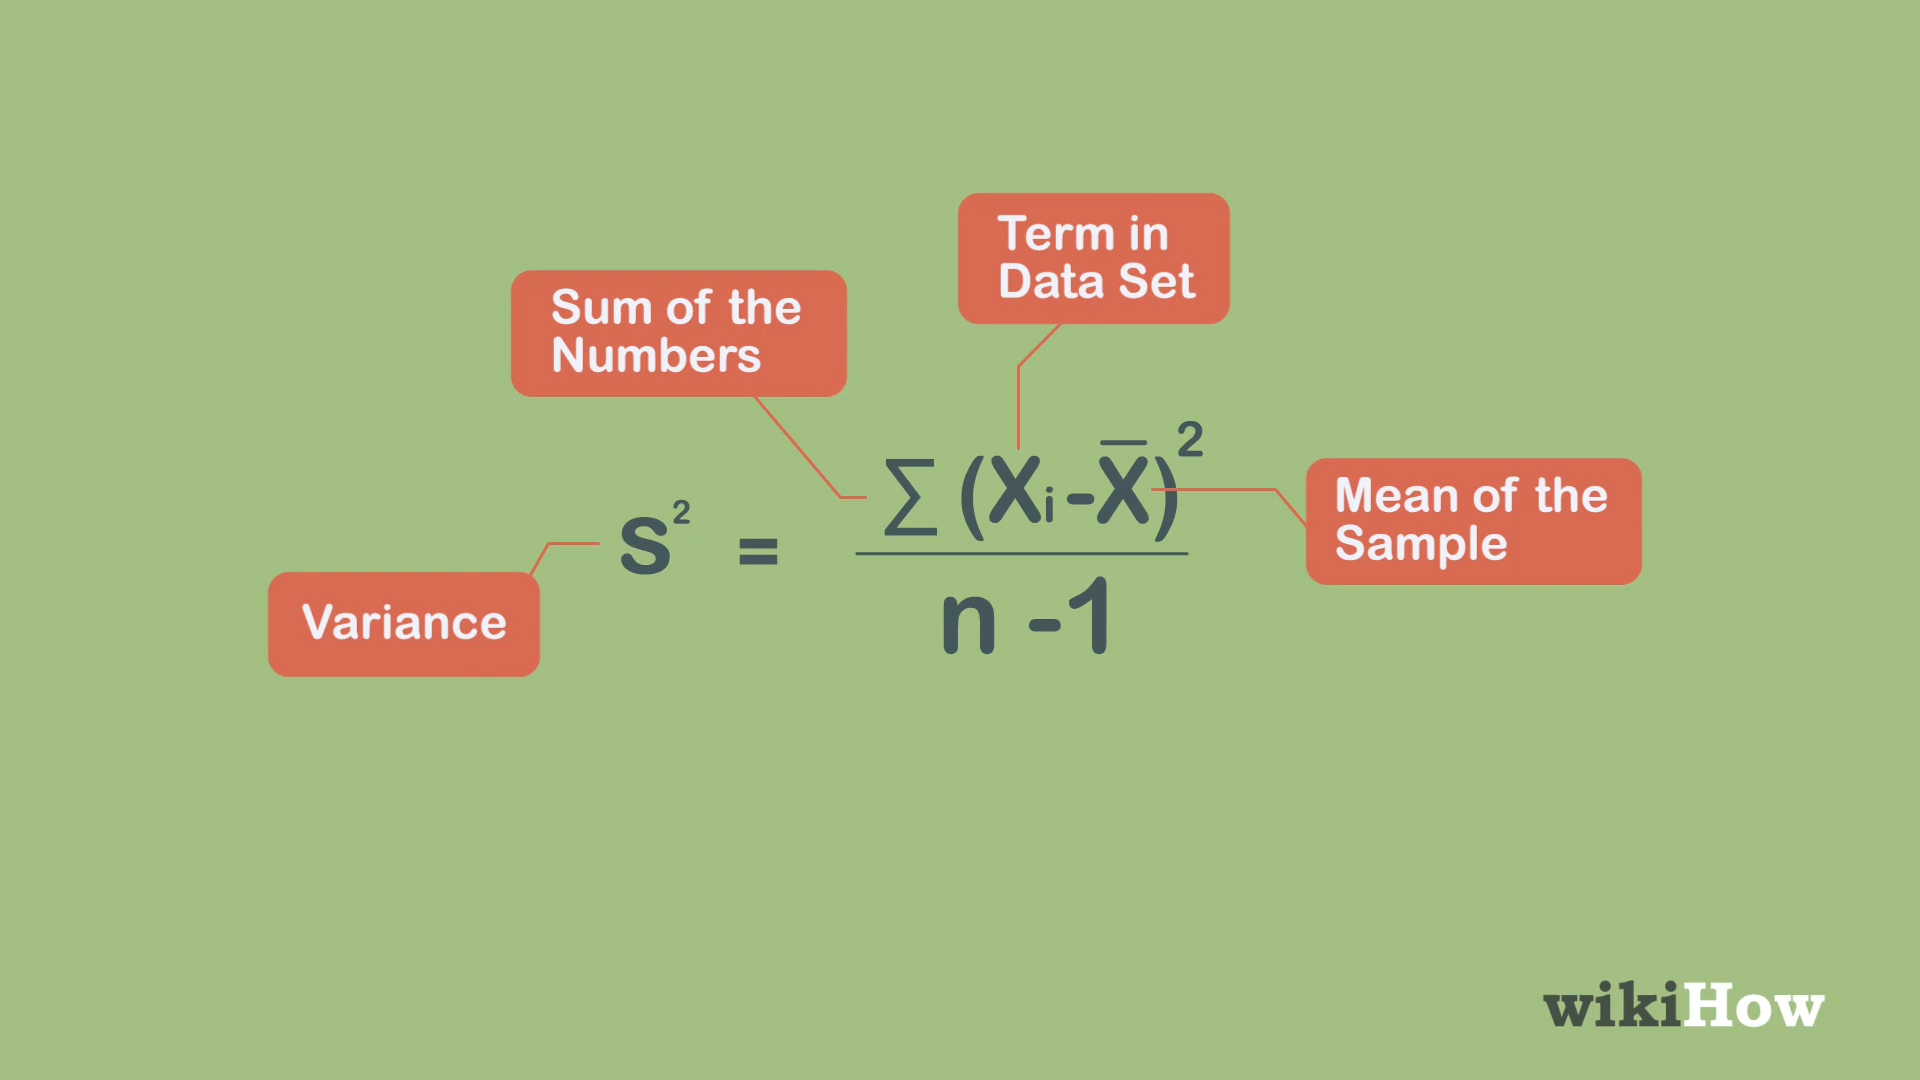 Term in
Data Set
Sum of the
Numbers
s² = ∑ (Xᵢ - X̅)²
n - 1
Mean of the
Sample
Variance
wikiHow